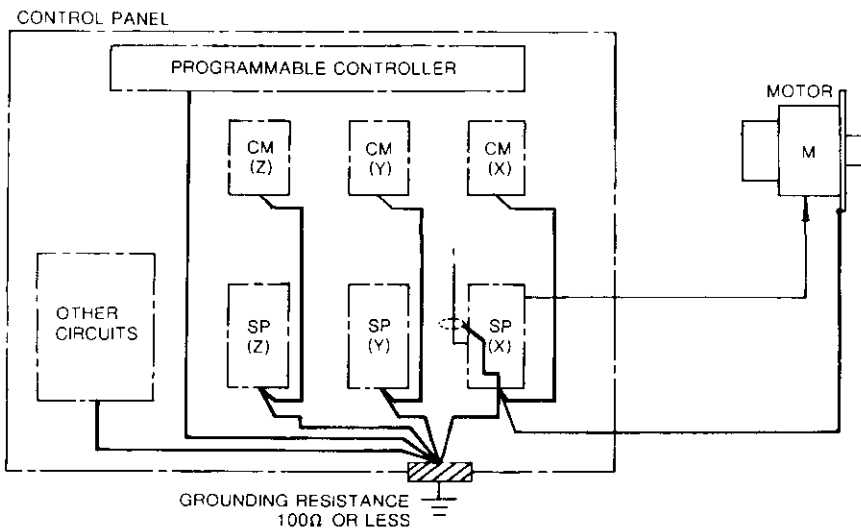 CONTROL PANEL
PROGRAMMABLE CONTROLLER
MOTOR
CM
(Z)
CM
(Y)
CM
(X)
M
OTHER
CIRCUITS
SP
(Z)
SP
(Y)
SP
(X)
GROUNDING RESISTANCE
100Ω OR LESS